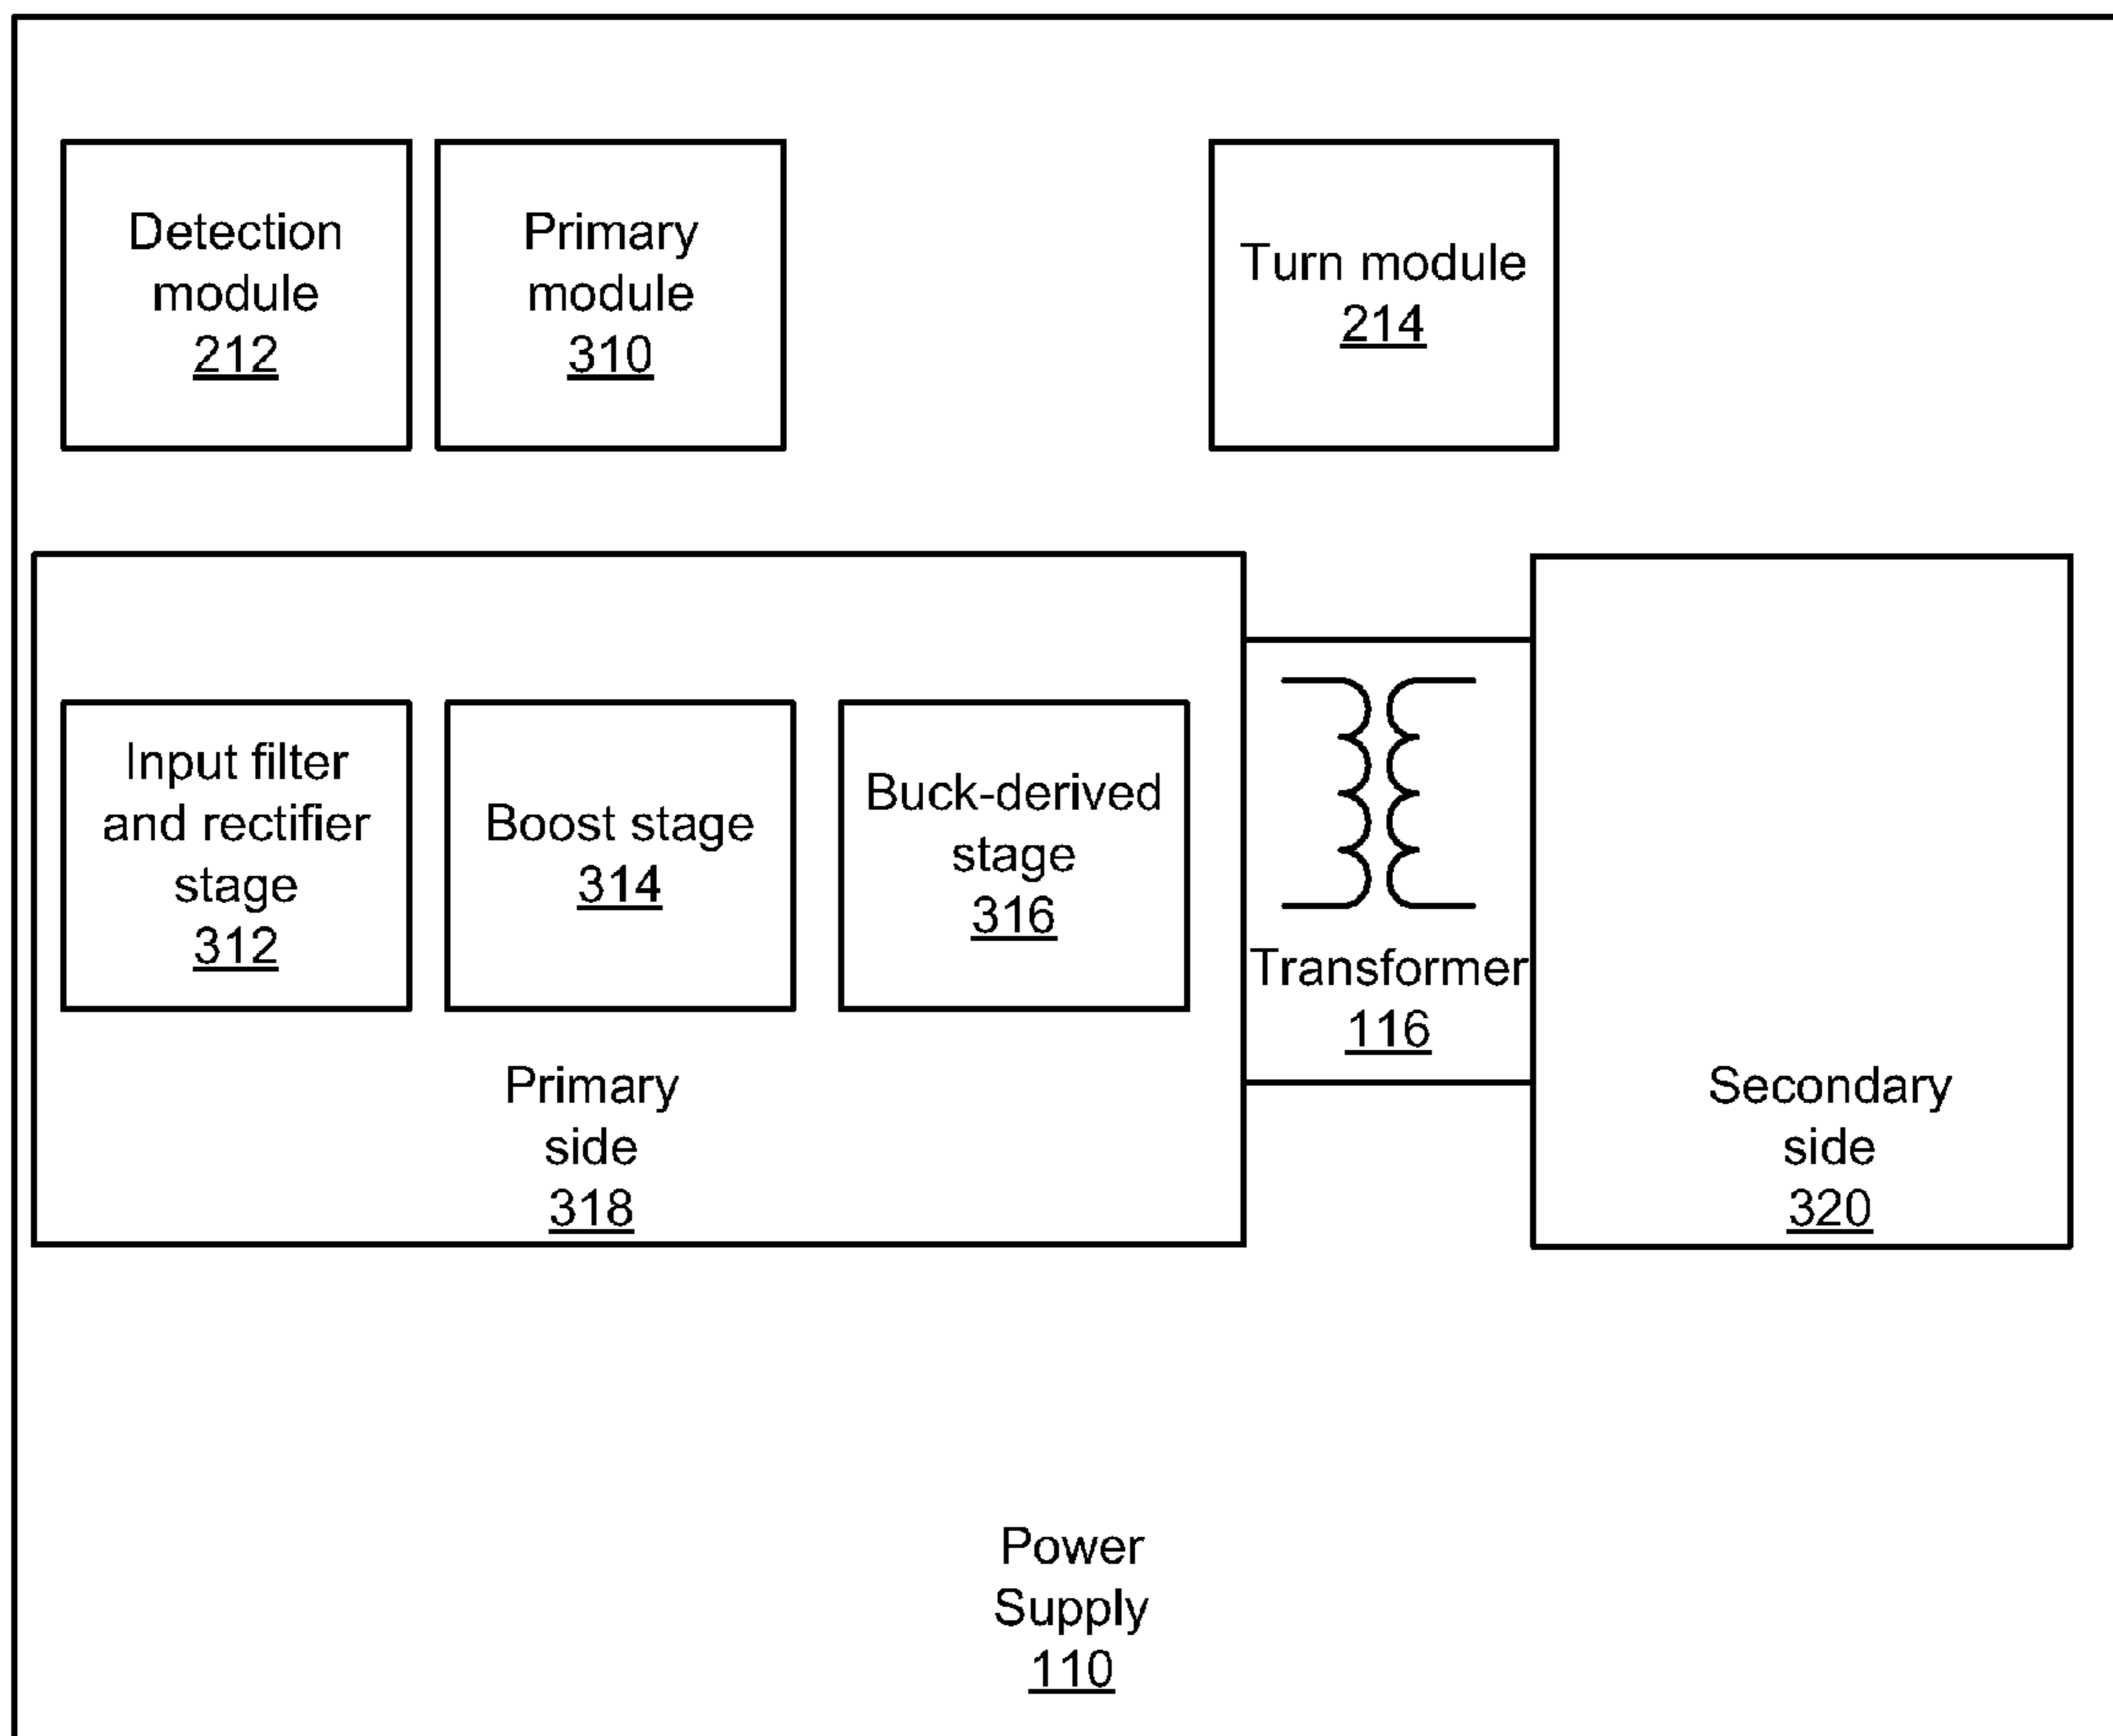 Detection
module
212
Primary
module
310
Turn module
214
Input filter
and rectifier
stage
312
Boost stage
314
Buck-derived
stage
316
Transformer
116
Primary
side
318
Secondary
side
320
Power
Supply
110